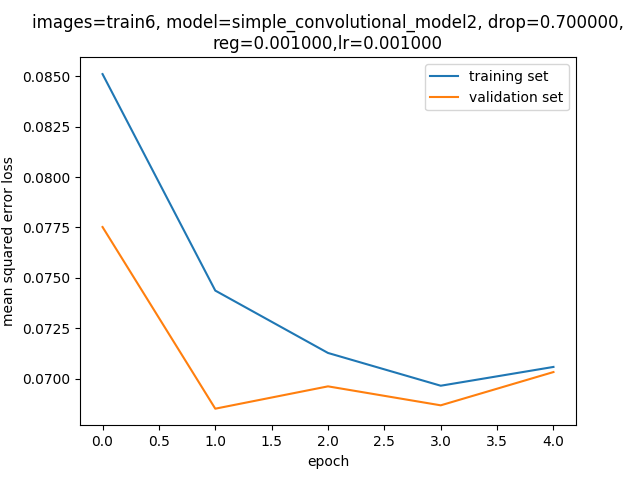 images=train6, model=simple_convolutional_model2, drop=0.700000,
reg=0.001000,lr=0.001000
training set
validation set
mean squared error loss
0.0850
0.0825
0.0800
0.0775
0.0750
0.0725
0.0700
0.0 0.5 1.0 1.5 2.0 2.5 3.0 3.5 4.0
epoch